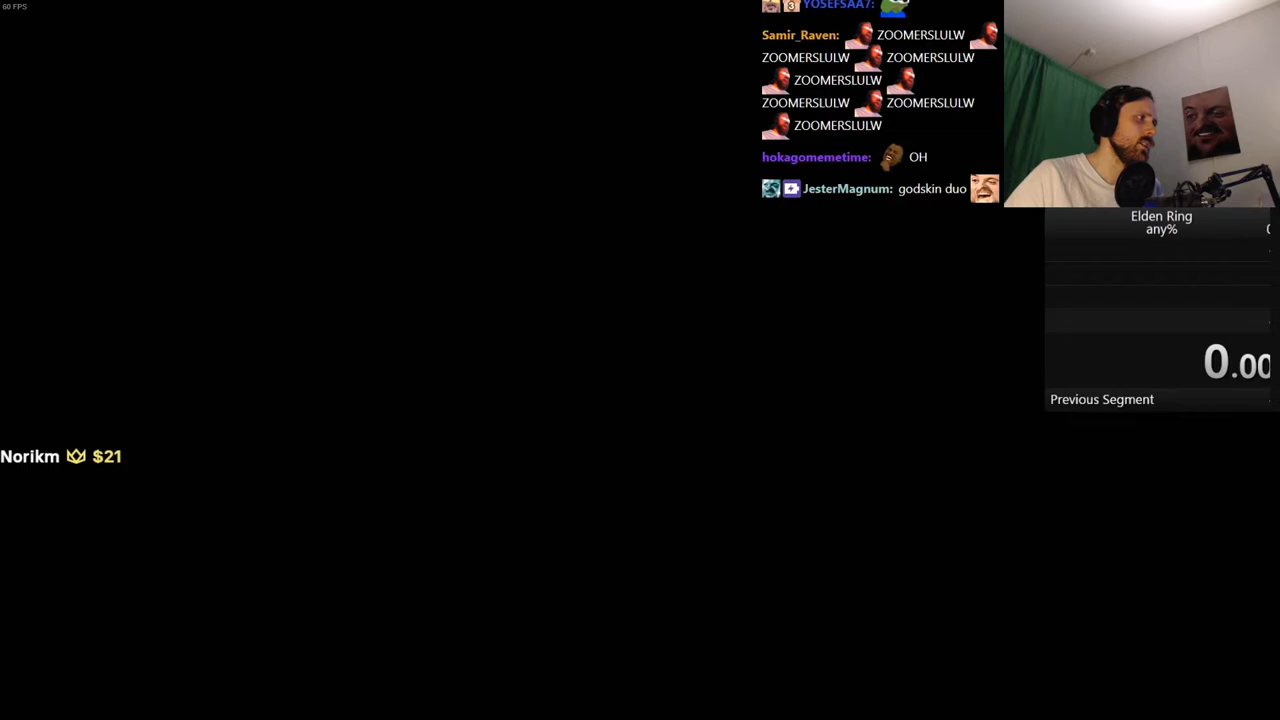 60 FPS
YOSEFSAA7:
Samir_Raven: ZOOMERSLULW
ZOOMERSLULW ZOOMERSLULW
ZOOMERSLULW
ZOOMERSLULW ZOOMERSLULW
ZOOMERSLULW
hokagomemetime: OH
JesterMagnum: godskin duo
Elden Ring
any%
0.00
Previous Segment
Norikm $21